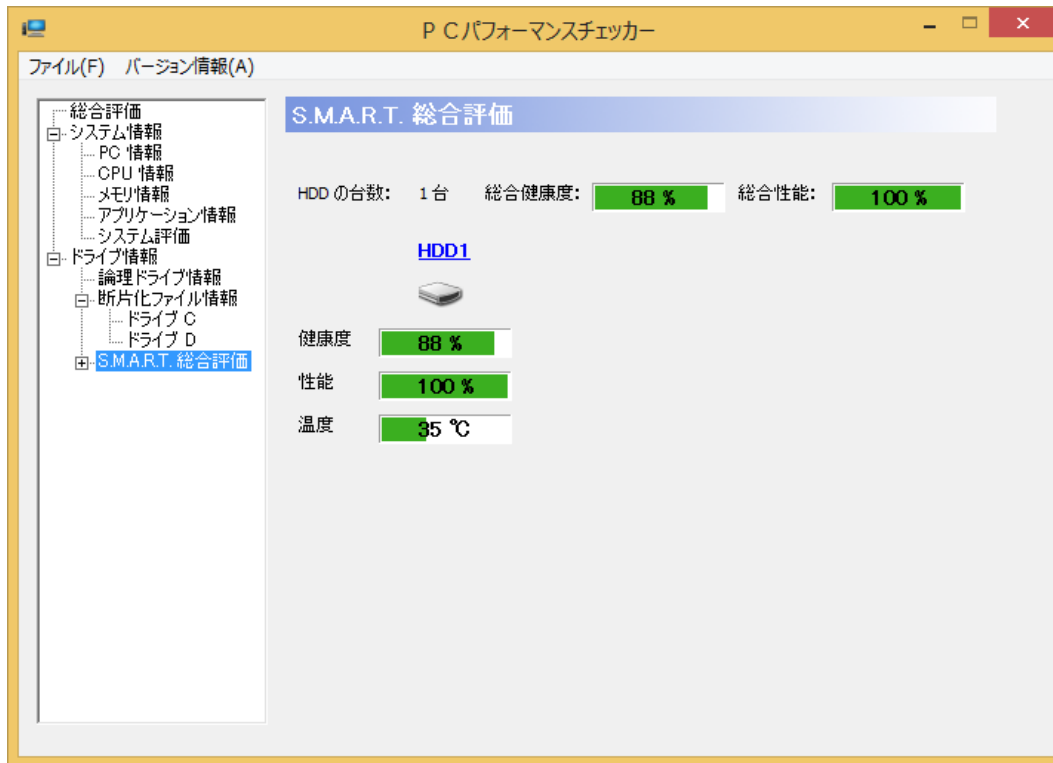 ＰＣパフォーマンスチェッカー
ファイル(F) バージョン情報(A)
総合評価
システム情報
PC 情報
CPU 情報
メモリ情報
アプリケーション情報
システム評価
ドライブ情報
論理ドライブ情報
断片化ファイル情報
ドライブ C
ドライブ D
S.M.A.R.T. 総合評価
S.M.A.R.T. 総合評価
HDD の台数: 1 台 総合健康度: 88 % 総合性能: 100 %
HDD1
健康度 88 %
性能 100 %
温度 35 ℃